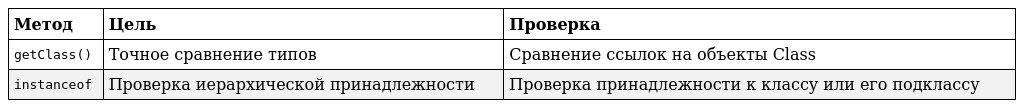 Метод Цель Проверка
getClass() Точное сравнение типов Сравнение ссылок на объекты Class
instanceof Проверка иерархической принадлежности Проверка принадлежности к классу или его подклассу